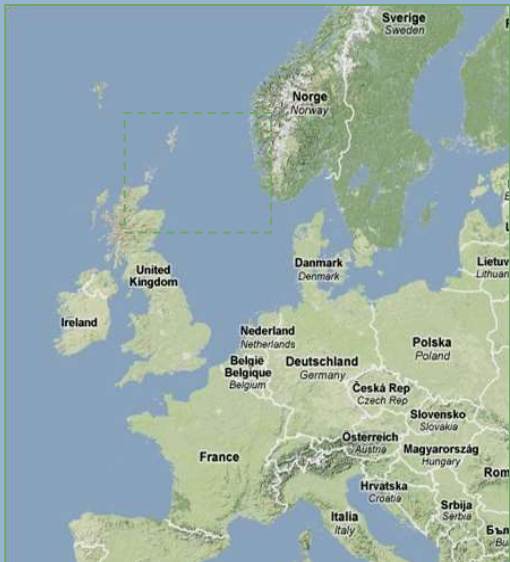 Sverige
Sweden
Norge
Norway
Danmark
Denmark
Lietuv
Lithuan
United
Kingdom
Ireland
Nederland
Netherlands
België
Belgique
Belgium
Deutschland
Germany
Polska
Poland
Česká Rep
Czech Rep
Slovensko
Slovakia
Österreich
Austria
Magyarország
Hungary
France
Rom
Hrvatska
Croatia
Srbija
Serbia
Italia
Italy
Бъл
Bu